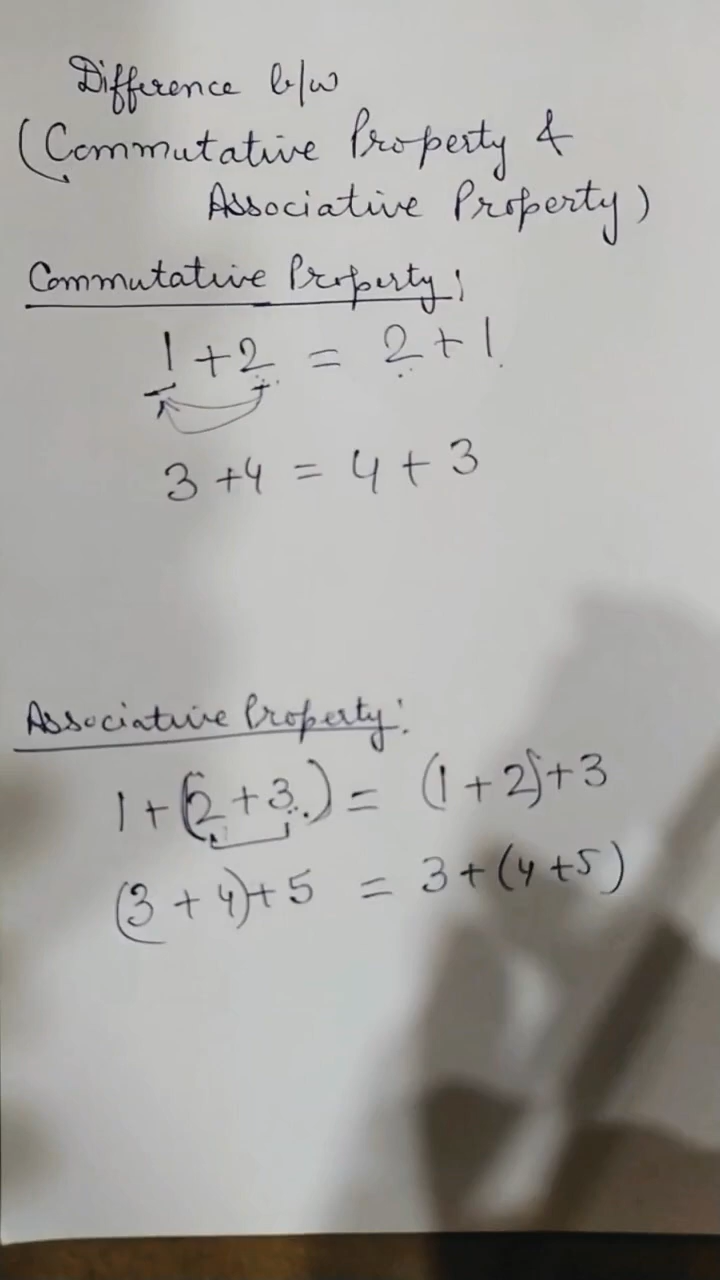 Difference b/w
(Commutative Property &
Associative Property)
Commutative Property:
1 + 2 = 2 + 1
3 + 4 = 4 + 3
Associative Property:
1 + (2 + 3) = (1 + 2) + 3
(3 + 4) + 5 = 3 + (4 + 5)